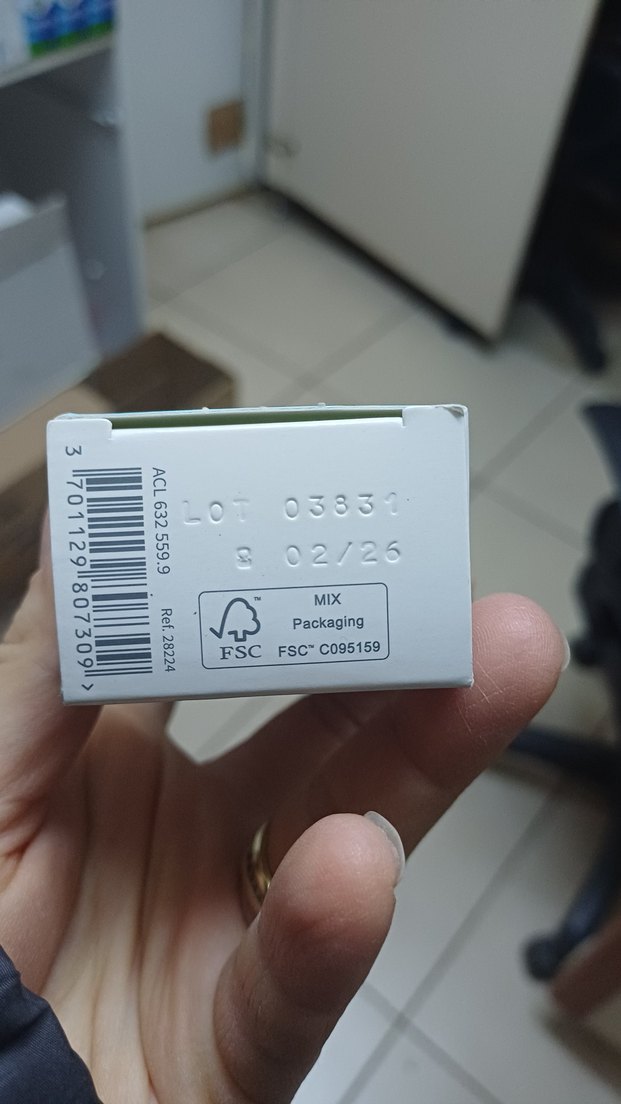 LOT 03831
8 02/26
MIX
Packaging
FSC™ C095159
FSC
™
ACL 632 559.9
Ref. 28224
3 701129 807309 >